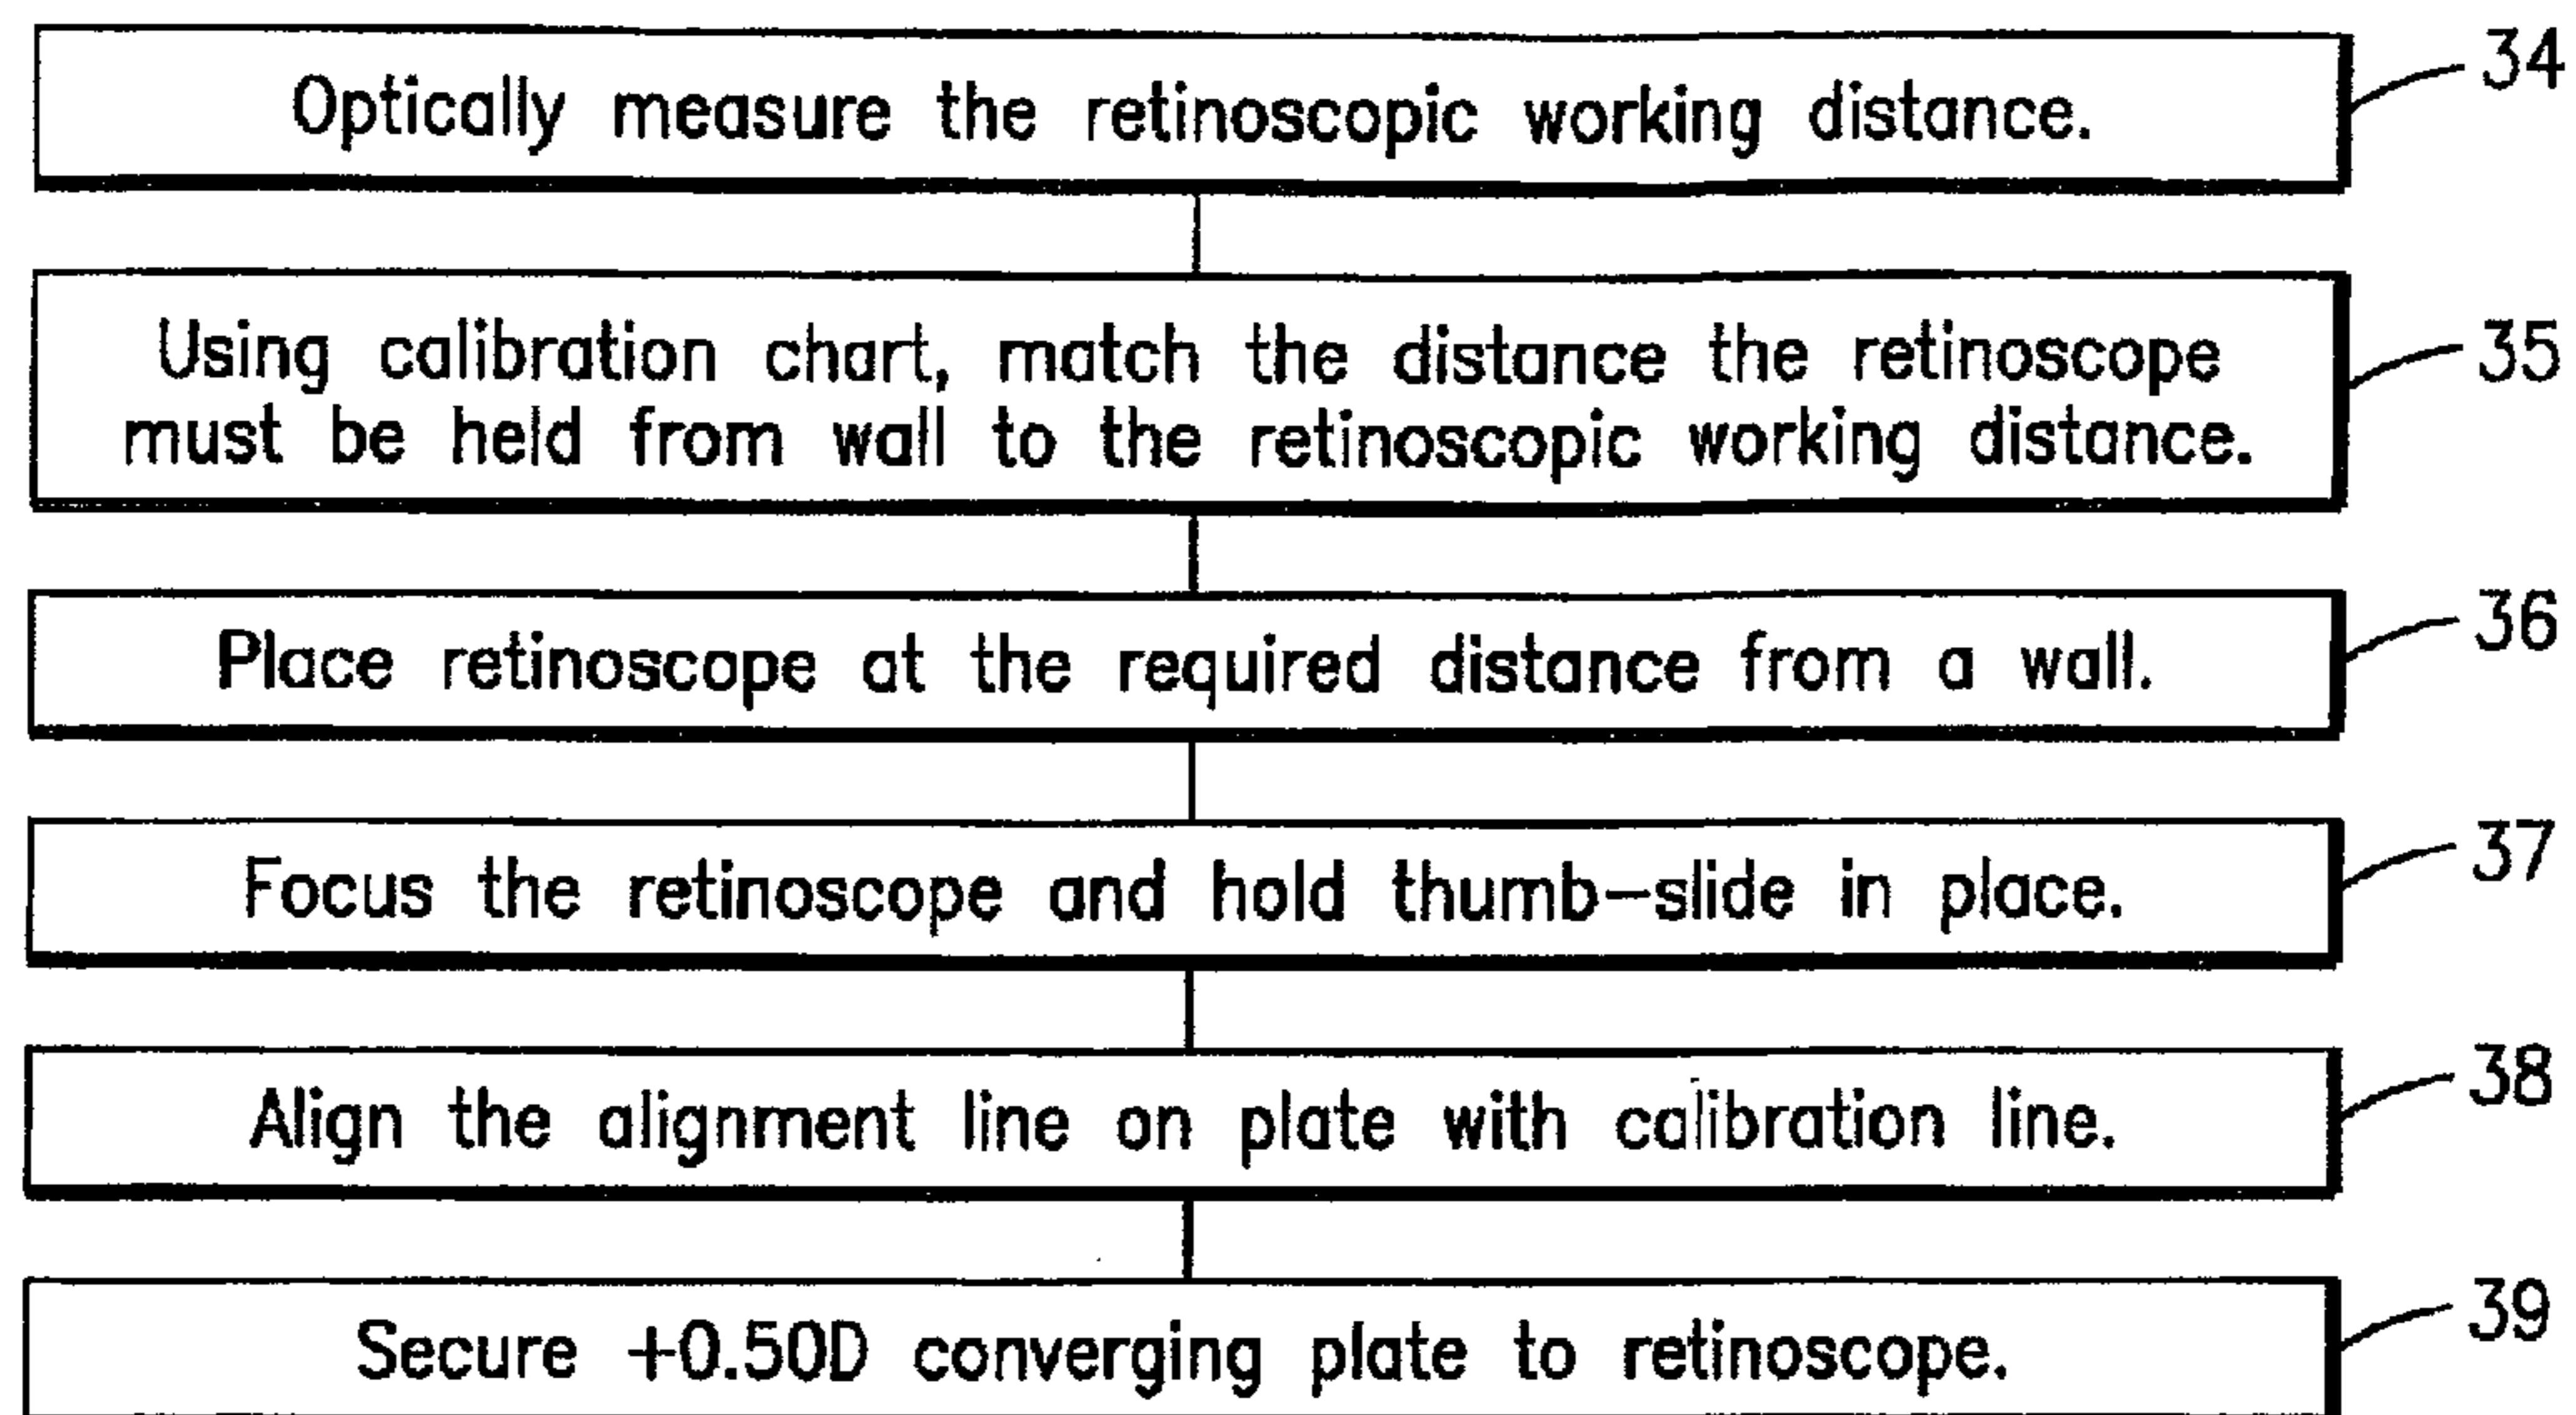 Optically measure the retinoscopic working distance.
34
Using calibration chart, match the distance the retinoscope
must be held from wall to the retinoscopic working distance.
35
Place retinoscope at the required distance from a wall.
36
Focus the retinoscope and hold thumb-slide in place.
37
Align the alignment line on plate with calibration line.
38
Secure +0.50D converging plate to retinoscope.
39